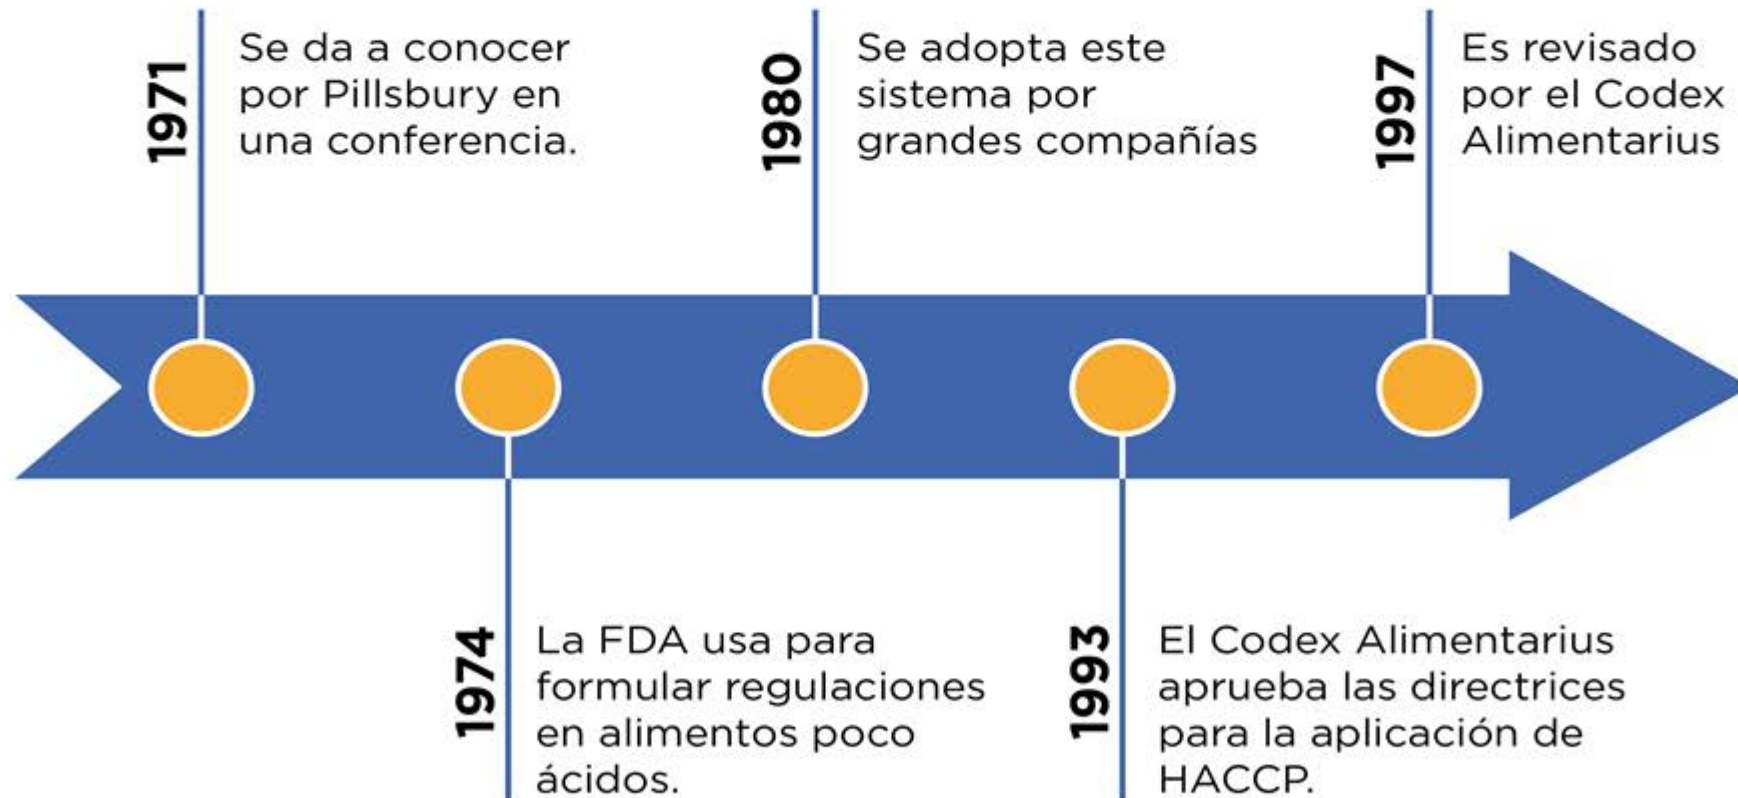 1971
Se da a conocer
por Pillsbury en
una conferencia.
1980
Se adopta este
sistema por
grandes compañías
1997
Es revisado
por el Codex
Alimentarius
1974
La FDA usa para
formular regulaciones
en alimentos poco
ácidos.
1993
El Codex Alimentarius
aprueba las directrices
para la aplicación de
HACCP.